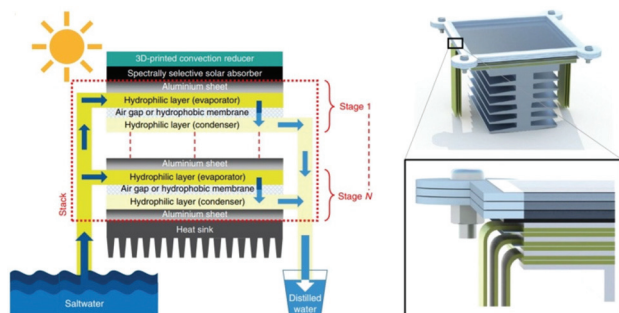 3D-printed convection reducer
Spectrally selective solar absorber
Aluminium sheet
Hydrophilic layer (evaporator)
Air gap or hydrophobic membrane
Hydrophilic layer (condenser)
Stage 1
Aluminium sheet
Hydrophilic layer (evaporator)
Air gap or hydrophobic membrane
Hydrophilic layer (condenser)
Stage N
Aluminium sheet
Stack
Heat sink
Saltwater
Distilled
water